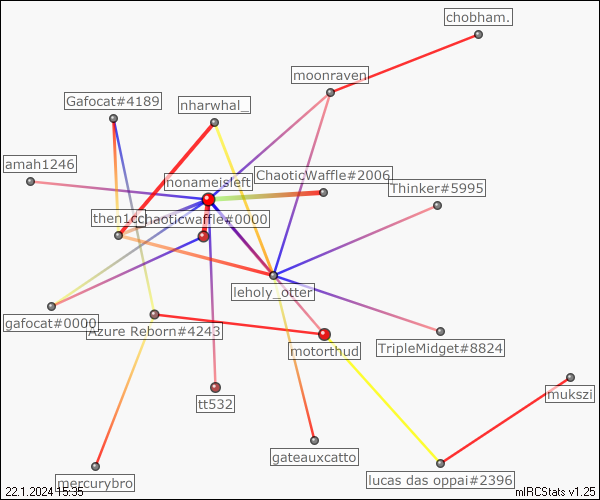 chobham.
moonraven
Gafocat#4189
nharwhal_
amah1246
nonameisleft
ChaoticWaffle#2006
Thinker#5995
then1cc
chaoticwaffle#0000
leholy_otter
gafocat#0000
Azure Reborn#4243
motorthud
TripleMidget#8824
tt532
mukszi
gateauxcatto
mercurybro
lucas das oppai#2396
22.1.2024 15:35
mIRCStats v1.25